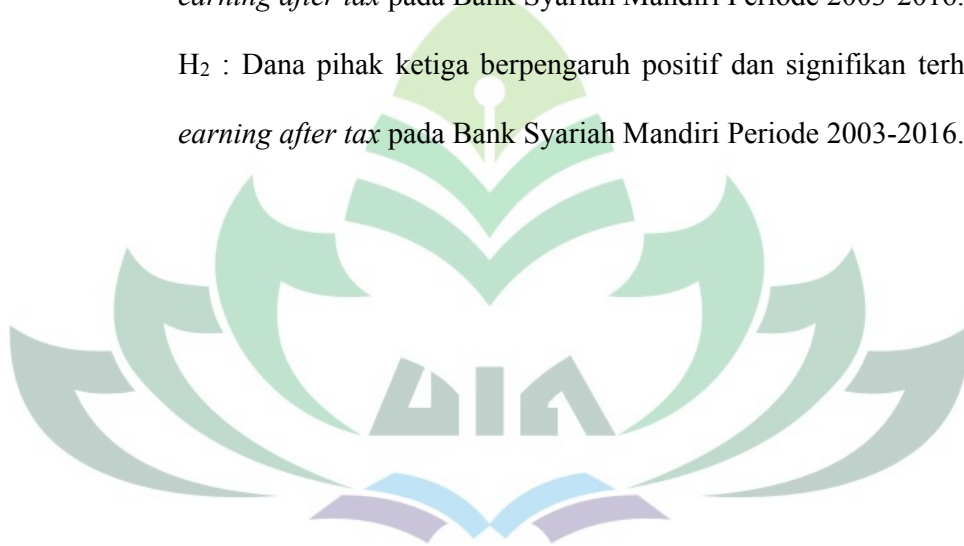 earning after tax pada Bank Syariah Mandiri Periode 2003-2016.
H₂ : Dana pihak ketiga berpengaruh positif dan signifikan terh
earning after tax pada Bank Syariah Mandiri Periode 2003-2016.
UIN